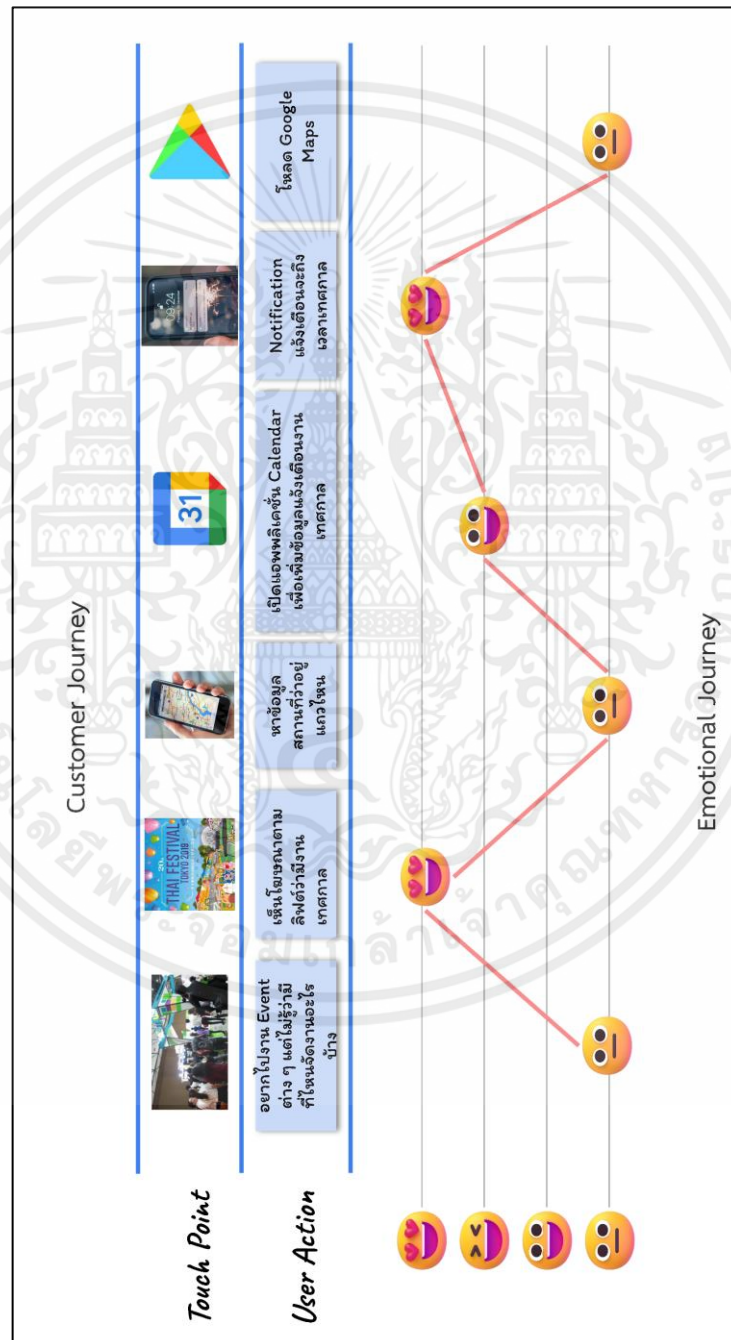 Customer Journey
Touch Point
THAI FESTIVAL
TOKYO 2019
31
09:24
User Action
อยากไปงาน Event
ต่าง ๆ แต่ไม่รู้ว่ามี
ที่ไหนจัดงานอะไร
บ้าง
เห็นโฆษณาตาม
ลิฟต์ว่ามีงาน
เทศกาล
หาข้อมูล
สถานที่ว่าอยู่
แถวไหน
เปิดแอพพลิเคชั่น Calendar
เพื่อเพิ่มข้อมูลแจ้งเตือนงาน
เทศกาล
Notification
แจ้งเตือนจะถึง
เวลาเทศกาล
โหลด Google
Maps
Emotional Journey